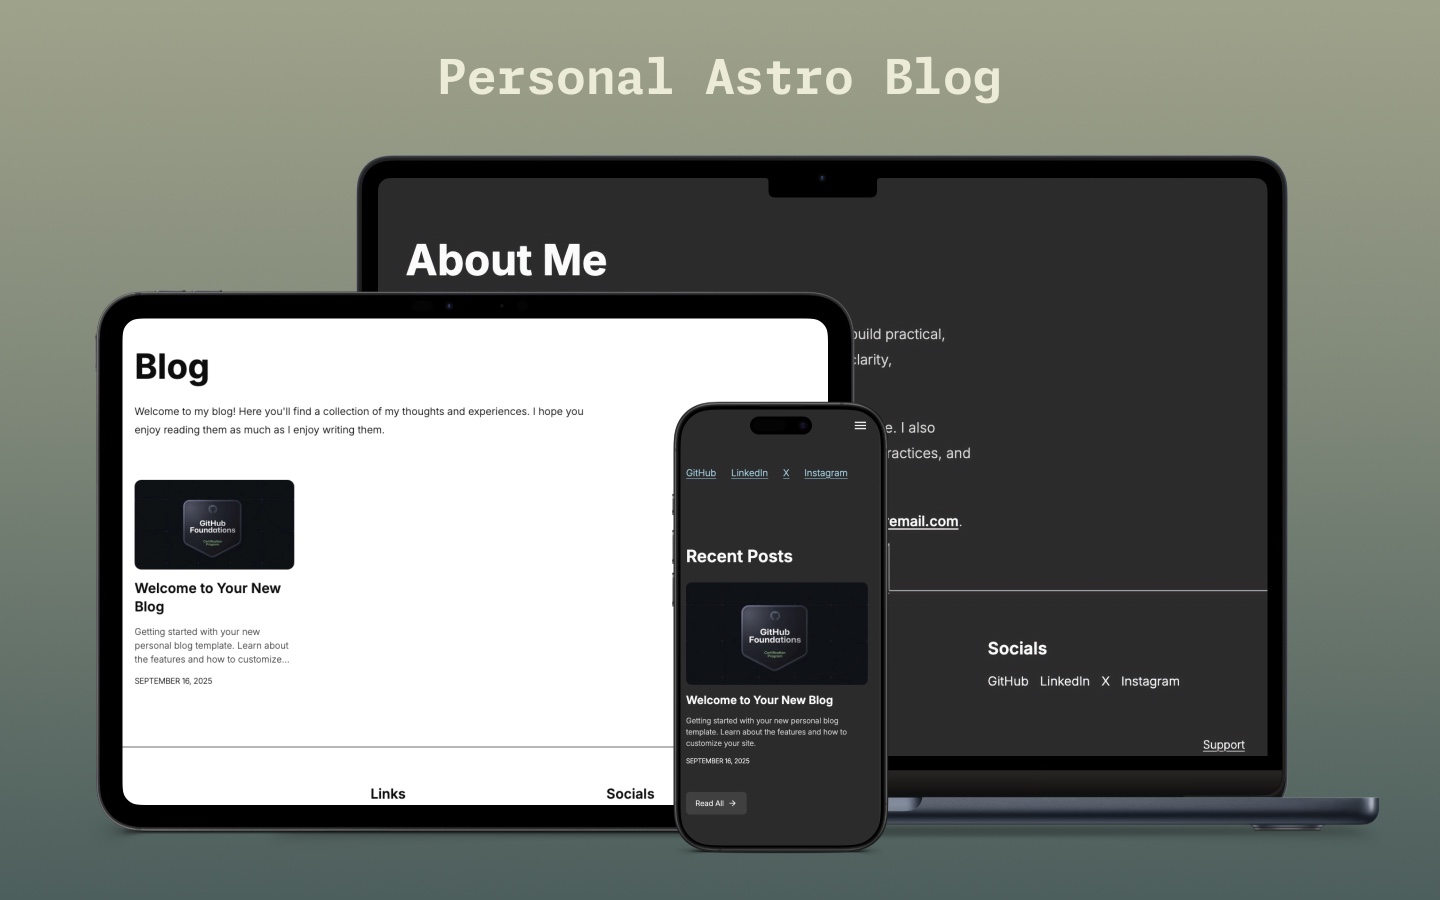 Personal Astro Blog
About Me
build practical,
clarity,
e. I also
ractices, and
email.com.
Socials
GitHub LinkedIn X Instagram
Support
Blog
Welcome to my blog! Here you'll find a collection of my thoughts and experiences. I hope you
enjoy reading them as much as I enjoy writing them.
GitHub
Foundations
Certification
Program
Welcome to Your New
Blog
Getting started with your new
personal blog template. Learn about
the features and how to customize...
SEPTEMBER 16, 2025
Links
Socials
GitHub LinkedIn X Instagram
Recent Posts
GitHub
Foundations
Certification
Program
Welcome to Your New Blog
Getting started with your new personal blog
template. Learn about the features and how to
customize your site.
SEPTEMBER 16, 2025
Read All →